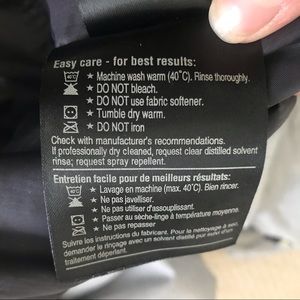 Easy care - for best results:
★ Machine wash warm (40˚C). Rinse thoroughly.
★ DO NOT bleach.
★ DO NOT use fabric softener.
★ Tumble dry warm.
★ DO NOT iron
Check with manufacturer's recommendations.
If professionally dry cleaned, request clear distilled solvent
rinse; request spray repellent.
Entretien facile pour de meilleurs résultats:
★ Lavage en machine (max. 40˚C). Bien rincer.
★ Ne pas javelliser.
★ Ne pas utiliser d'assouplissant.
★ Passer au sèche-linge à température moyenne.
★ Ne pas repasser
Suivre les instructions du fabricant. Pour le nettoyage à sec,
demander le rinçage avec un solvent distillé pur suivi d'un
traitement déperlant.